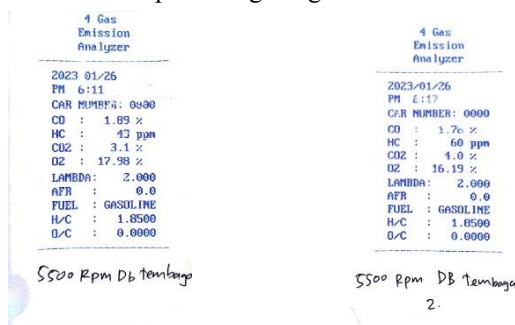 4 Gas
Emission
Analyzer
2023 01/26
PM 6:11
CAR NUMBER: 0000
CO : 1.89 %
HC : 43 ppm
CO2 : 3.1 %
O2 : 17.98 %
LAMBDA: 2.000
AFR : 0.0
FUEL : GASOLINE
H/C : 1.8500
O/C : 0.0000
5500 Rpm Db tembaga
4 Gas
Emission
Analyzer
2023/01/26
PM 6:17
CAR NUMBER: 0000
CO : 1.70 %
HC : 60 ppm
CO2 : 4.0 %
O2 : 16.19 %
LAMBDA: 2.000
AFR : 0.0
FUEL : GASOLINE
H/C : 1.8500
O/C : 0.0000
5500 Rpm DB tembaga
2.